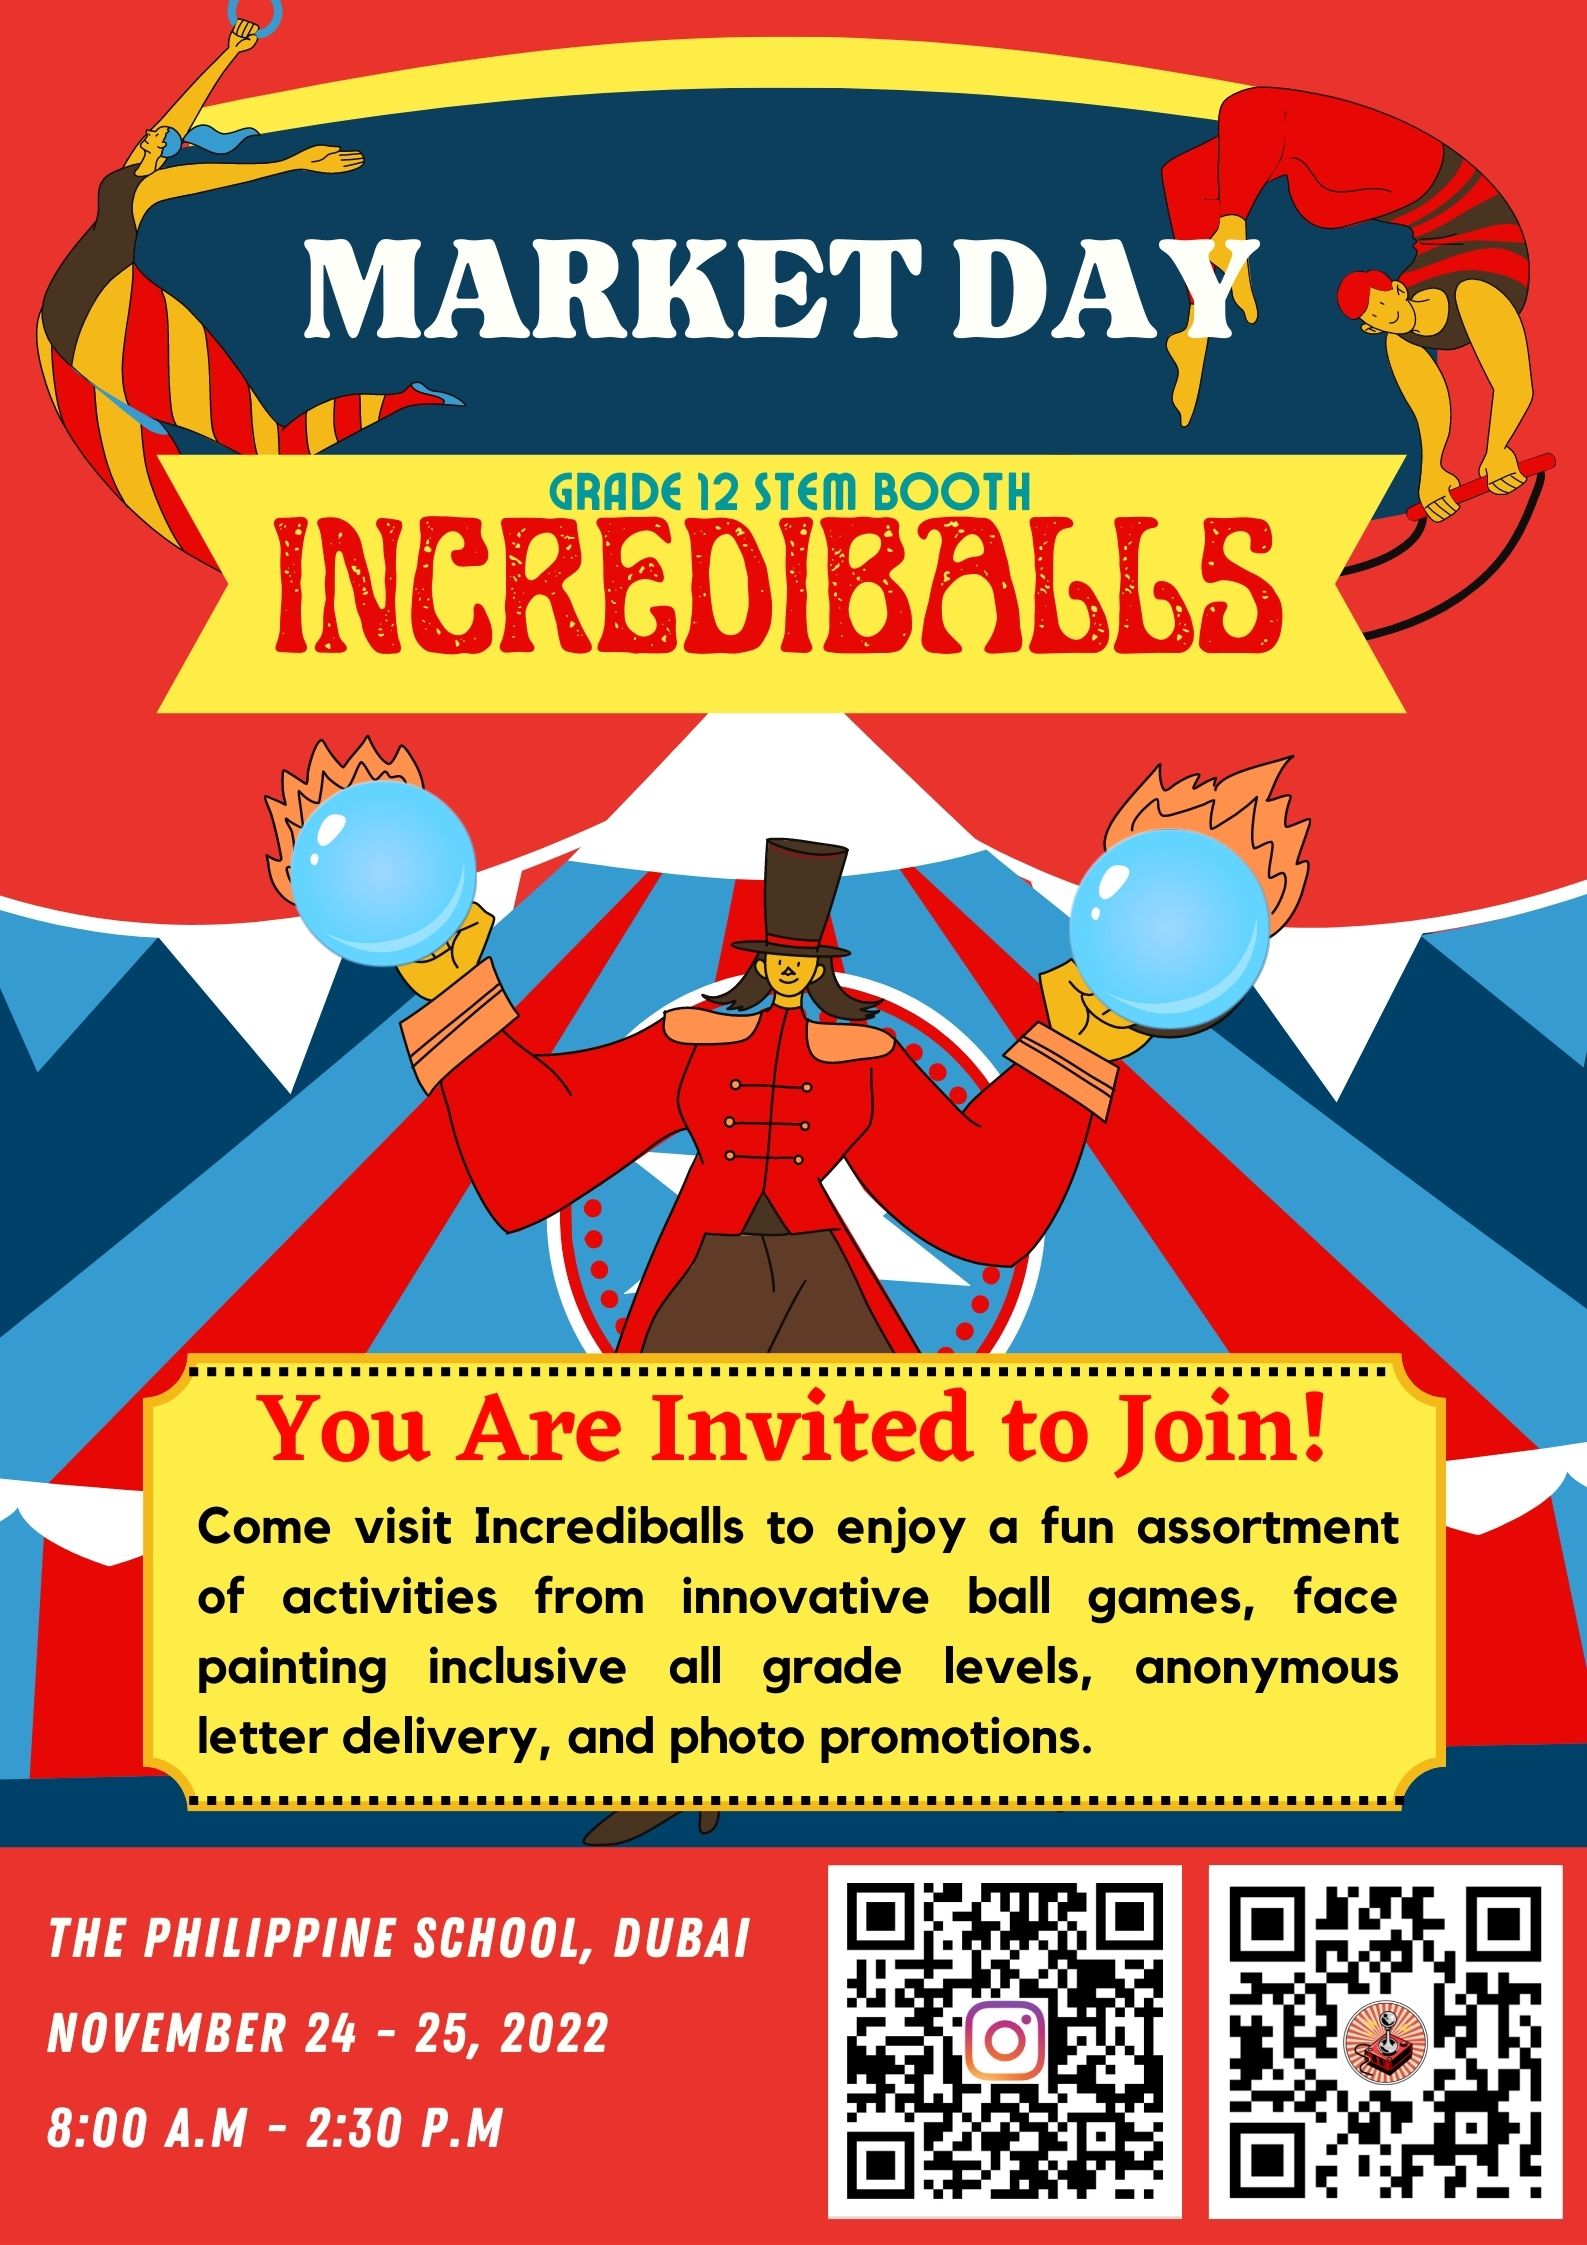 MARKET DAY
GRADE 12 STEM BOOTH
INCREDIBALLS
You Are Invited to Join!
Come visit Incrediballs to enjoy a fun assortment
of activities from innovative ball games, face
painting inclusive all grade levels, anonymous
letter delivery, and photo promotions.
THE PHILIPPINE SCHOOL, DUBAI
NOVEMBER 24 - 25, 2022
8:00 A.M - 2:30 P.M